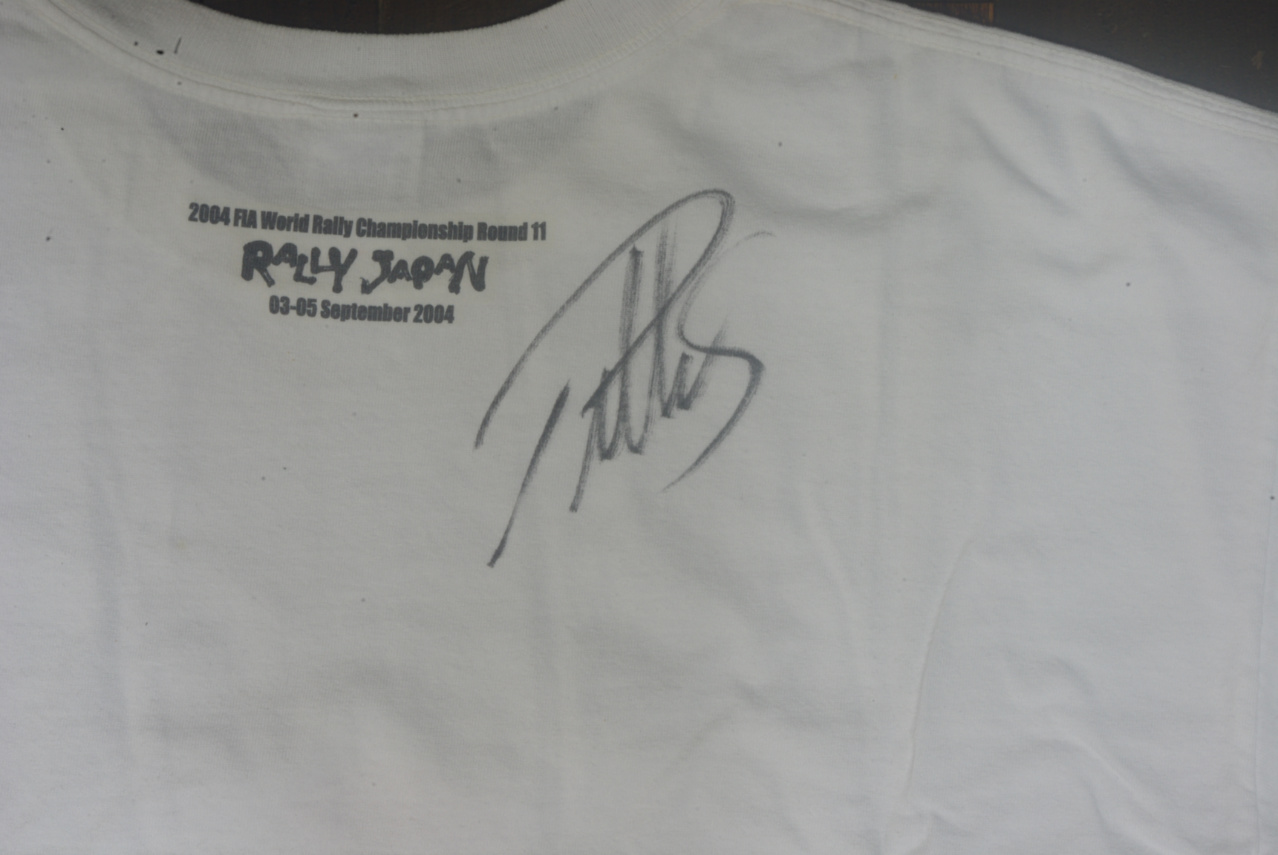 2004 FIA World Rally Championship Round 11
RALLY JAPAN
03-05 September 2004